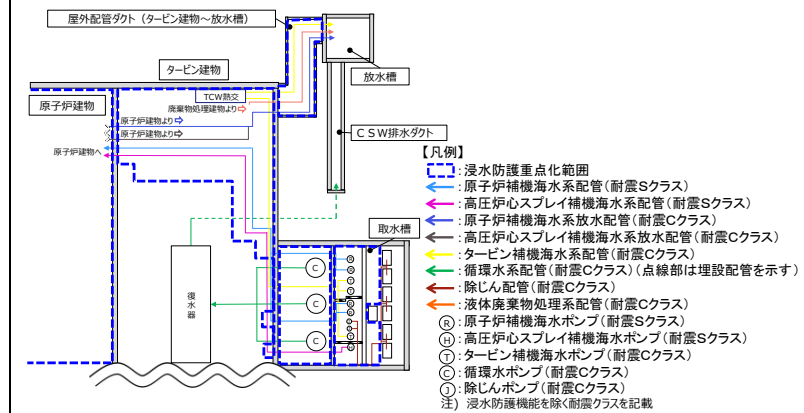 屋外配管ダクト（タービン建物～放水槽）
タービン建物
放水槽
原子炉建物
TCW熱交
廃棄物処理建物より⇨
原子炉建物より⇨
原子炉建物より⇨
原子炉建物へ
CSW排水ダクト
取水槽
復水器
C
C
C
【凡例】
：浸水防護重点化範囲
：原子炉補機海水系配管(耐震Sクラス)
：高圧炉心スプレイ補機海水系配管(耐震Sクラス)
：原子炉補機海水系放水配管(耐震Cクラス)
：高圧炉心スプレイ補機海水系放水配管(耐震Cクラス)
：タービン補機海水系配管(耐震Cクラス)
：循環水系配管(耐震Cクラス)(点線部は埋設配管を示す)
：除じん配管(耐震Cクラス)
：液体廃棄物処理系配管(耐震Cクラス)
R：原子炉補機海水ポンプ(耐震Sクラス)
H：高圧炉心スプレイ補機海水ポンプ(耐震Sクラス)
T：タービン補機海水ポンプ(耐震Cクラス)
C：循環水ポンプ(耐震Cクラス)
J：除じんポンプ(耐震Cクラス)
注) 浸水防護機能を除く耐震クラスを記載